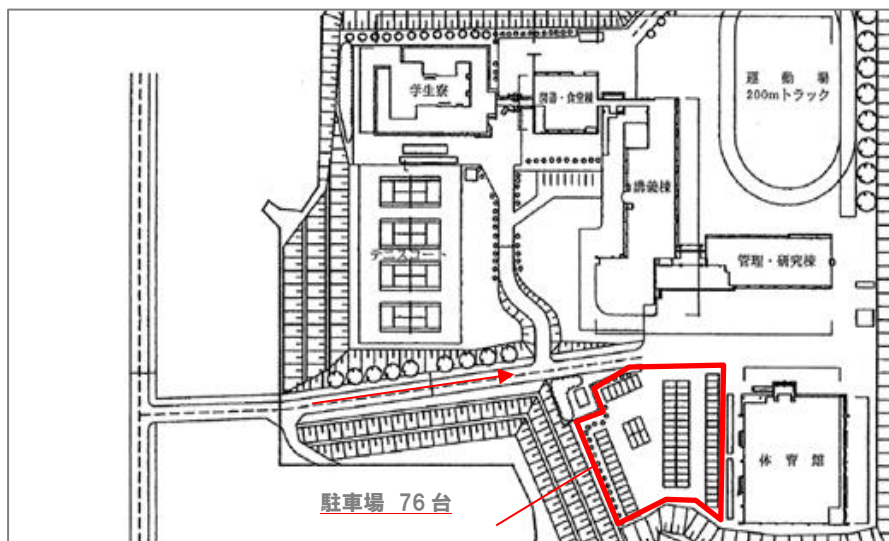 学生寮
図書・食堂棟
運動場
200mトラック
講義棟
テニスコート
管理・研究棟
体育館
駐車場 76台